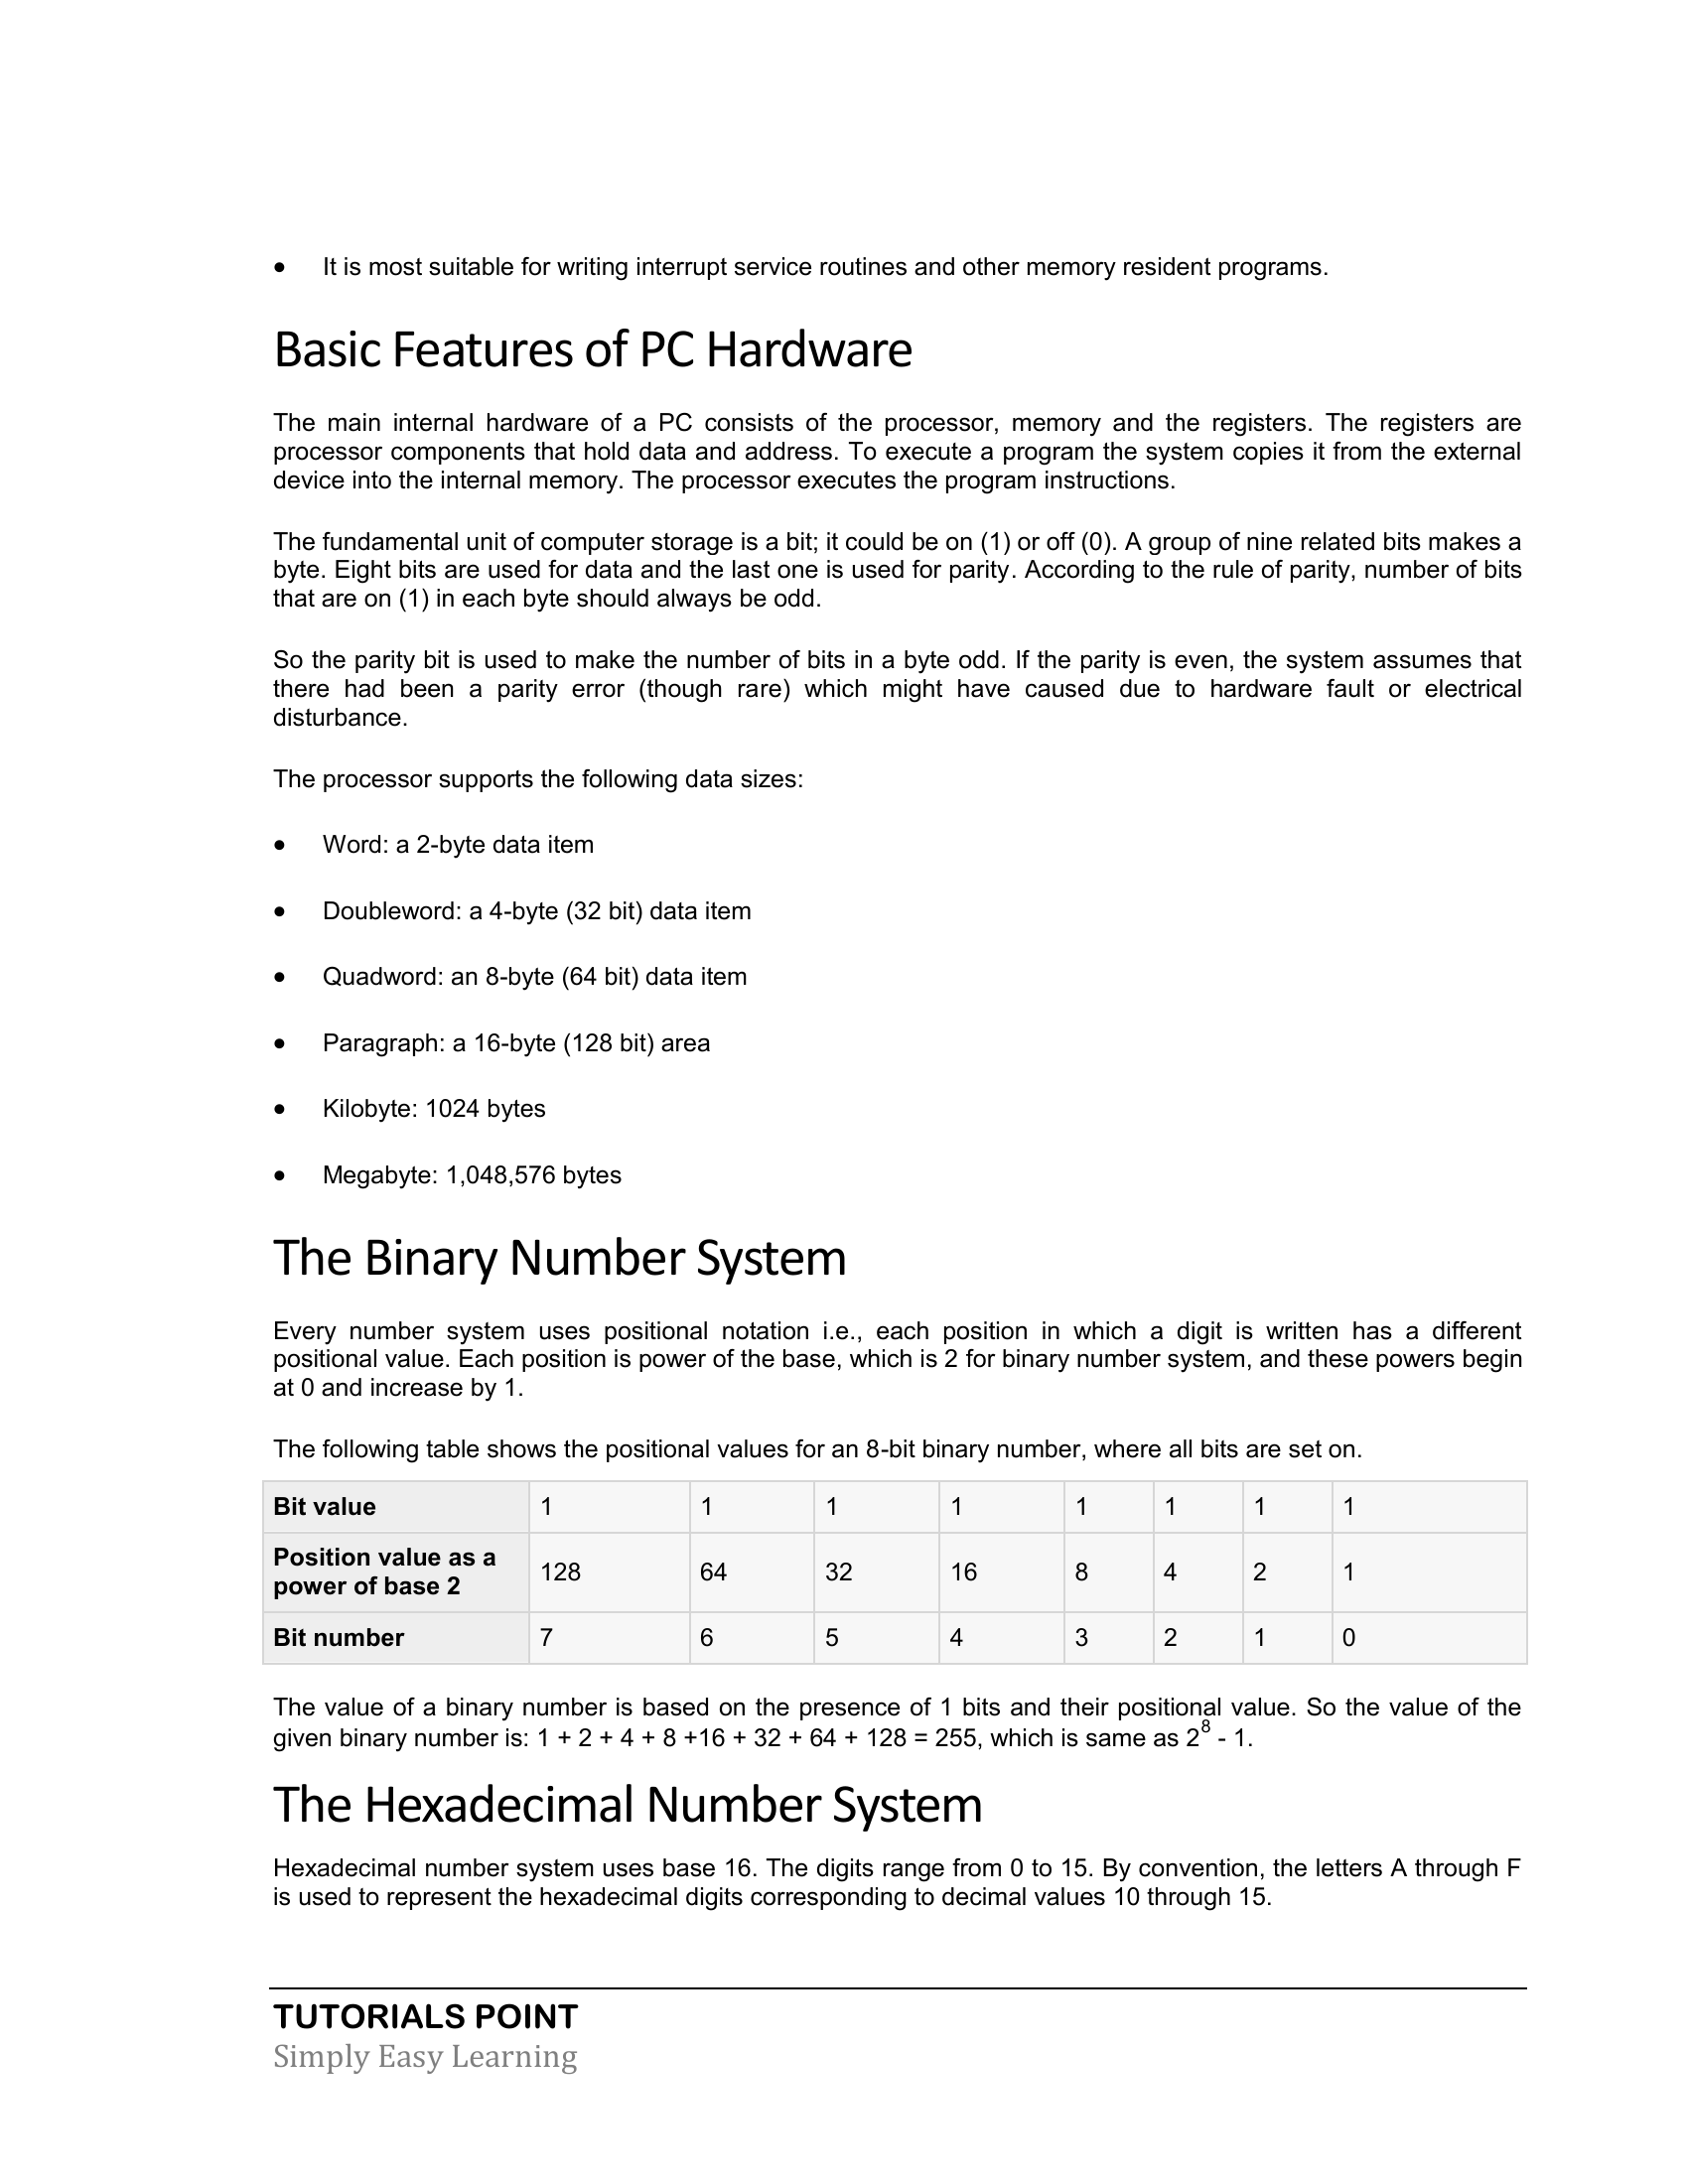 • It is most suitable for writing interrupt service routines and other memory resident programs.
Basic Features of PC Hardware
The main internal hardware of a PC consists of the processor, memory and the registers. The registers are
processor components that hold data and address. To execute a program the system copies it from the external
device into the internal memory. The processor executes the program instructions.
The fundamental unit of computer storage is a bit; it could be on (1) or off (0). A group of nine related bits makes a
byte. Eight bits are used for data and the last one is used for parity. According to the rule of parity, number of bits
that are on (1) in each byte should always be odd.
So the parity bit is used to make the number of bits in a byte odd. If the parity is even, the system assumes that
there had been a parity error (though rare) which might have caused due to hardware fault or electrical
disturbance.
The processor supports the following data sizes:
• Word: a 2-byte data item
• Doubleword: a 4-byte (32 bit) data item
• Quadword: an 8-byte (64 bit) data item
• Paragraph: a 16-byte (128 bit) area
• Kilobyte: 1024 bytes
• Megabyte: 1,048,576 bytes
The Binary Number System
Every number system uses positional notation i.e., each position in which a digit is written has a different
positional value. Each position is power of the base, which is 2 for binary number system, and these powers begin
at 0 and increase by 1.
The following table shows the positional values for an 8-bit binary number, where all bits are set on.
Bit value 1 1 1 1 1 1 1 1
Position value as a
power of base 2 128 64 32 16 8 4 2 1
Bit number 7 6 5 4 3 2 1 0
The value of a binary number is based on the presence of 1 bits and their positional value. So the value of the
given binary number is: 1 + 2 + 4 + 8 +16 + 32 + 64 + 128 = 255, which is same as 2⁸ - 1.
The Hexadecimal Number System
Hexadecimal number system uses base 16. The digits range from 0 to 15. By convention, the letters A through F
is used to represent the hexadecimal digits corresponding to decimal values 10 through 15.
TUTORIALS POINT
Simply Easy Learning